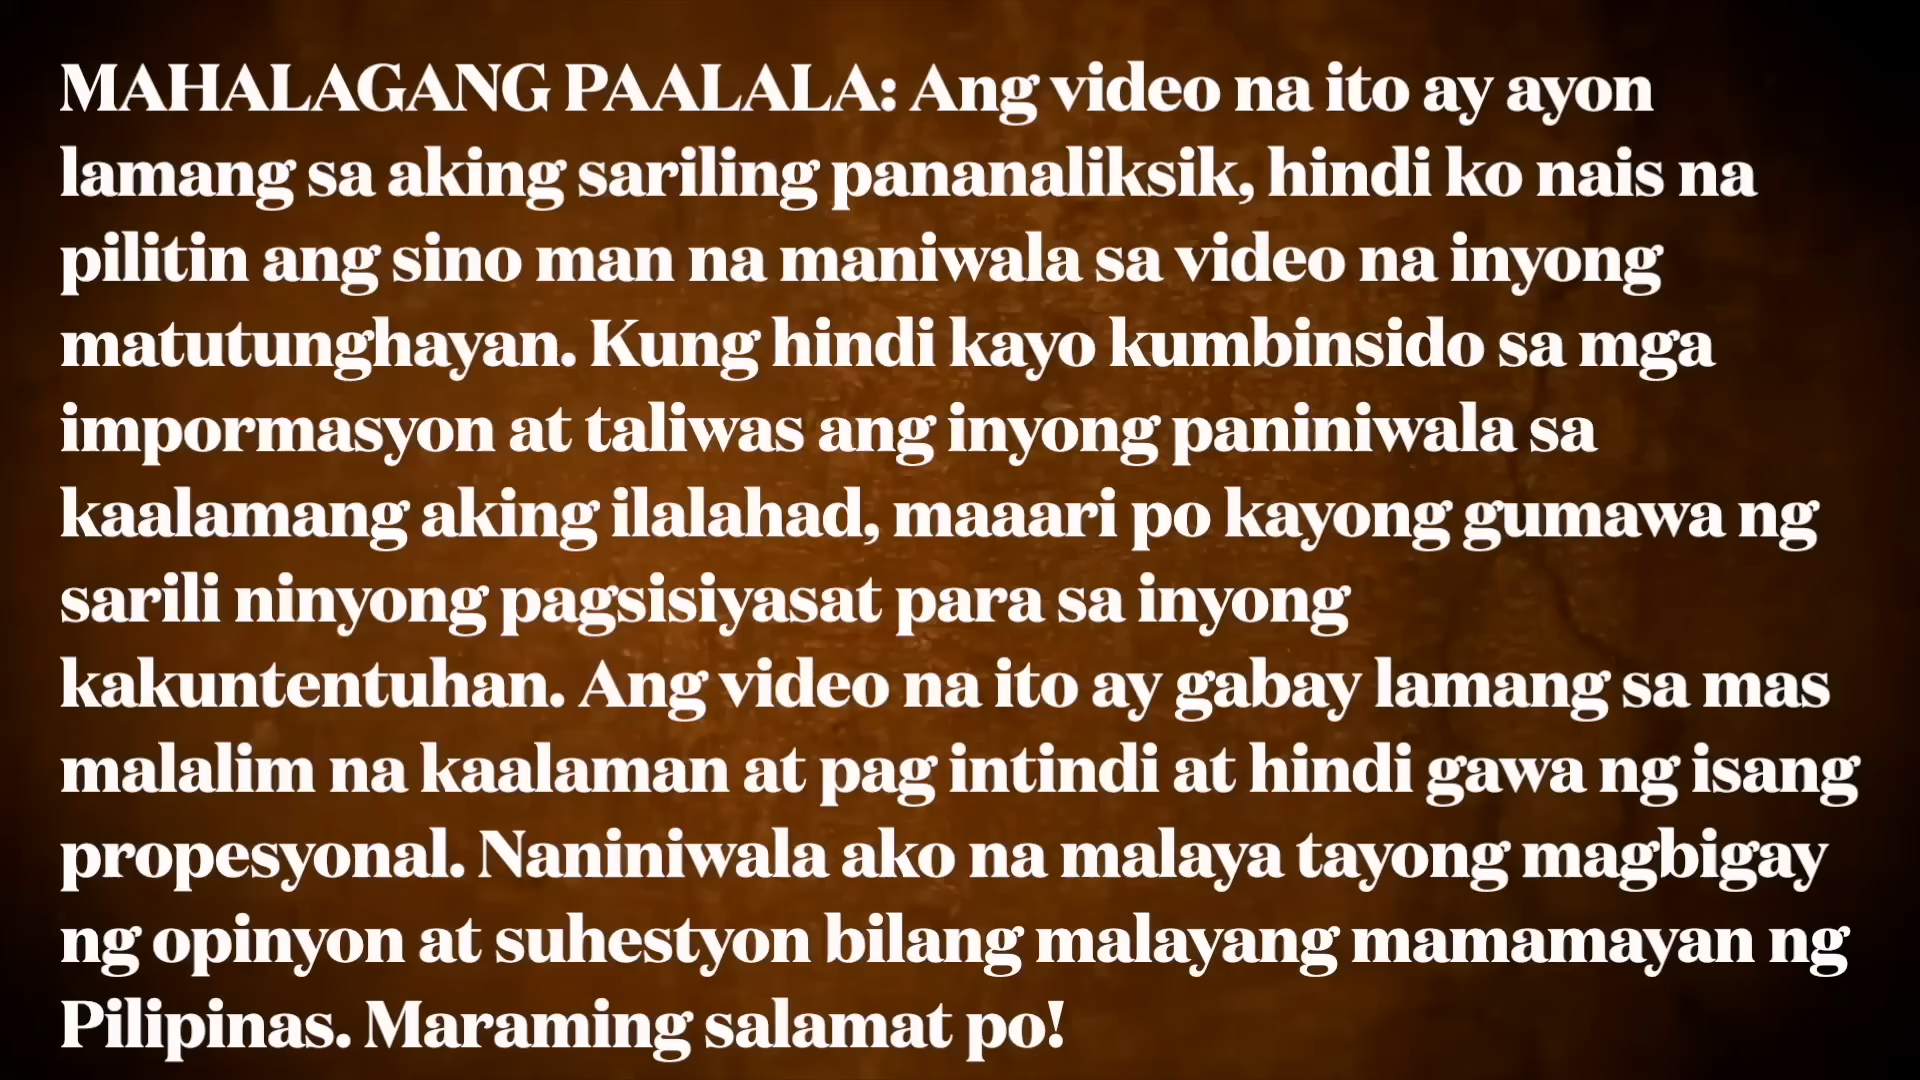 MAHALAGANG PAALALA: Ang video na ito ay ayon
lamang sa aking sariling pananaliksik, hindi ko nais na
pilitin ang sino man na maniwala sa video na inyong
matutunghayan. Kung hindi kayo kumbinsido sa mga
impormasyon at taliwas ang inyong paniniwala sa
kaalamang aking ilalahad, maaari po kayong gumawa ng
sarili ninyong pagsisiyasat para sa inyong
kakuntentuhan. Ang video na ito ay gabay lamang sa mas
malalim na kaalaman at pag intindi at hindi gawa ng isang
propesyonal. Naniniwala ako na malaya tayong magbigay
ng opinyon at suhestyon bilang malayang mamamayan ng
Pilipinas. Maraming salamat po!